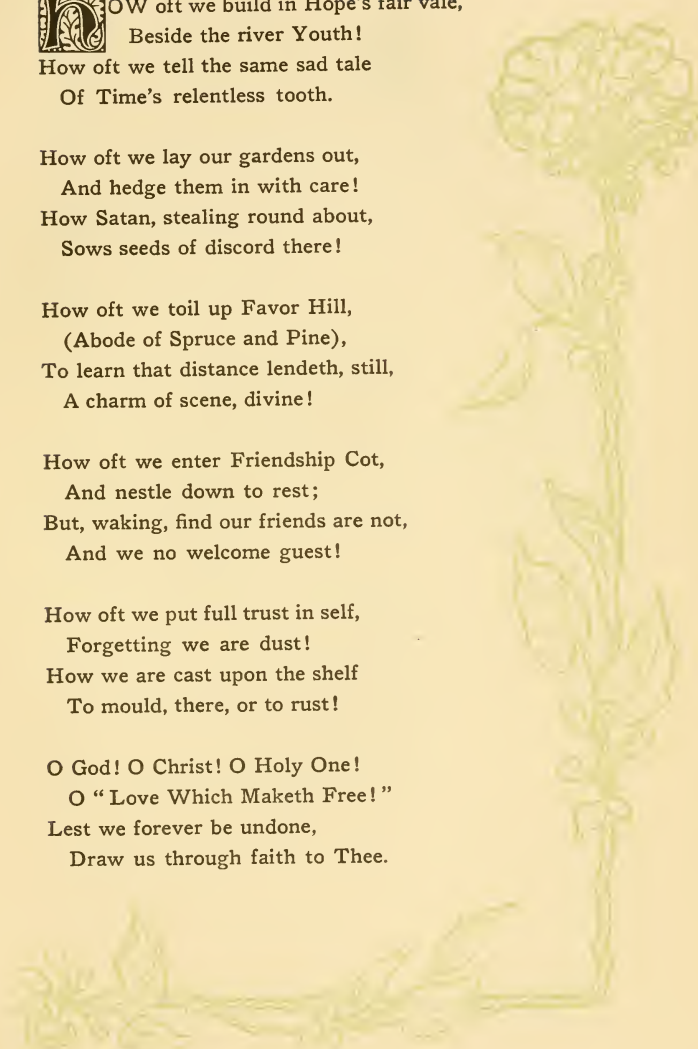 HOW oft we build in Hope's fair vale,
Beside the river Youth!
How oft we tell the same sad tale
Of Time's relentless tooth.
How oft we lay our gardens out,
And hedge them in with care!
How Satan, stealing round about,
Sows seeds of discord there!
How oft we toil up Favor Hill,
(Abode of Spruce and Pine),
To learn that distance lendeth, still,
A charm of scene, divine!
How oft we enter Friendship Cot,
And nestle down to rest;
But, waking, find our friends are not,
And we no welcome guest!
How oft we put full trust in self,
Forgetting we are dust!
How we are cast upon the shelf
To mould, there, or to rust!
O God! O Christ! O Holy One!
O “ Love Which Maketh Free! ”
Lest we forever be undone,
Draw us through faith to Thee.